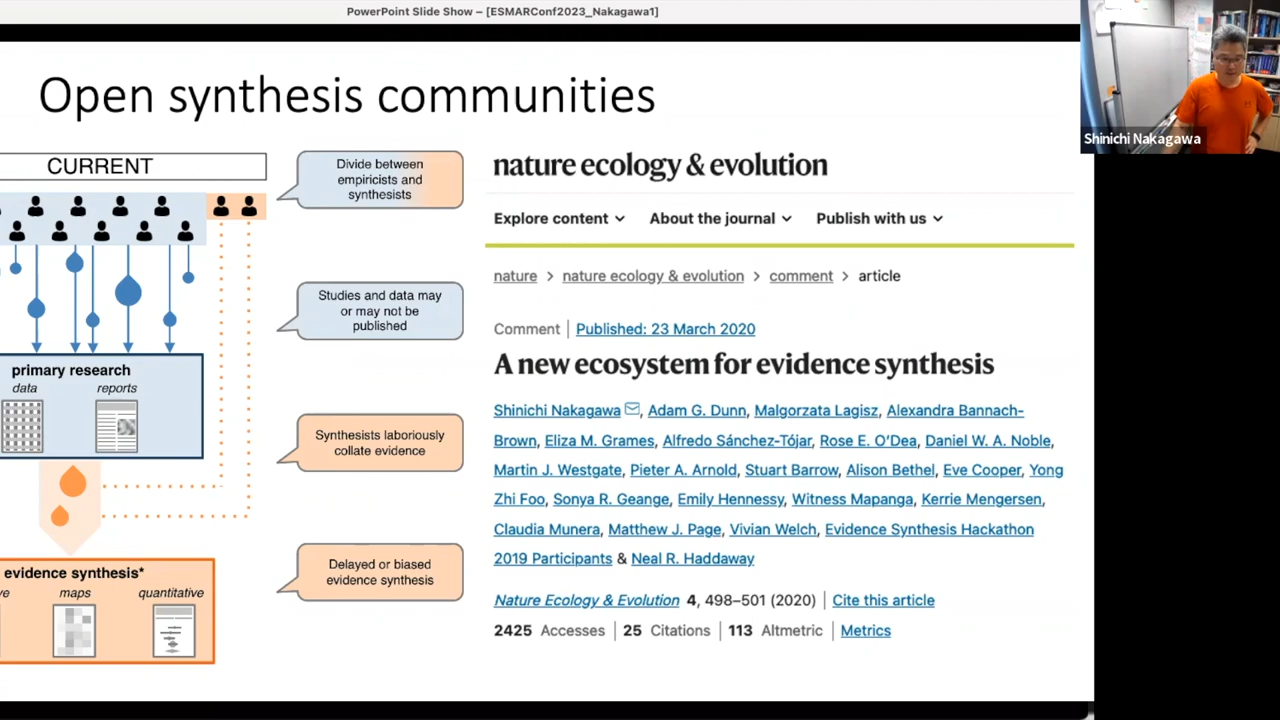 PowerPoint Slide Show – [ESMARConf2023_Nakagawa1]
Shinichi Nakagawa
Open synthesis communities
CURRENT
Divide between
empiricists and
synthesists
Studies and data may
or may not be
published
primary research
data
reports
Synthesists laboriously
collate evidence
Delayed or biased
evidence synthesis
evidence synthesis*
ve
maps
quantitative
nature ecology & evolution
Explore content
About the journal
Publish with us
nature > nature ecology & evolution > comment > article
Comment | Published: 23 March 2020
A new ecosystem for evidence synthesis
Shinichi Nakagawa, Adam G. Dunn, Malgorzata Lagisz, Alexandra Bannach-
Brown, Eliza M. Grames, Alfredo Sánchez-Tójar, Rose E. O'Dea, Daniel W. A. Noble,
Martin J. Westgate, Pieter A. Arnold, Stuart Barrow, Alison Bethel, Eve Cooper, Yong
Zhi Foo, Sonya R. Geange, Emily Hennessy, Witness Mapanga, Kerrie Mengersen,
Claudia Munera, Matthew J. Page, Vivian Welch, Evidence Synthesis Hackathon
2019 Participants & Neal R. Haddaway
Nature Ecology & Evolution 4, 498–501 (2020) | Cite this article
2425 Accesses | 25 Citations | 113 Altmetric | Metrics